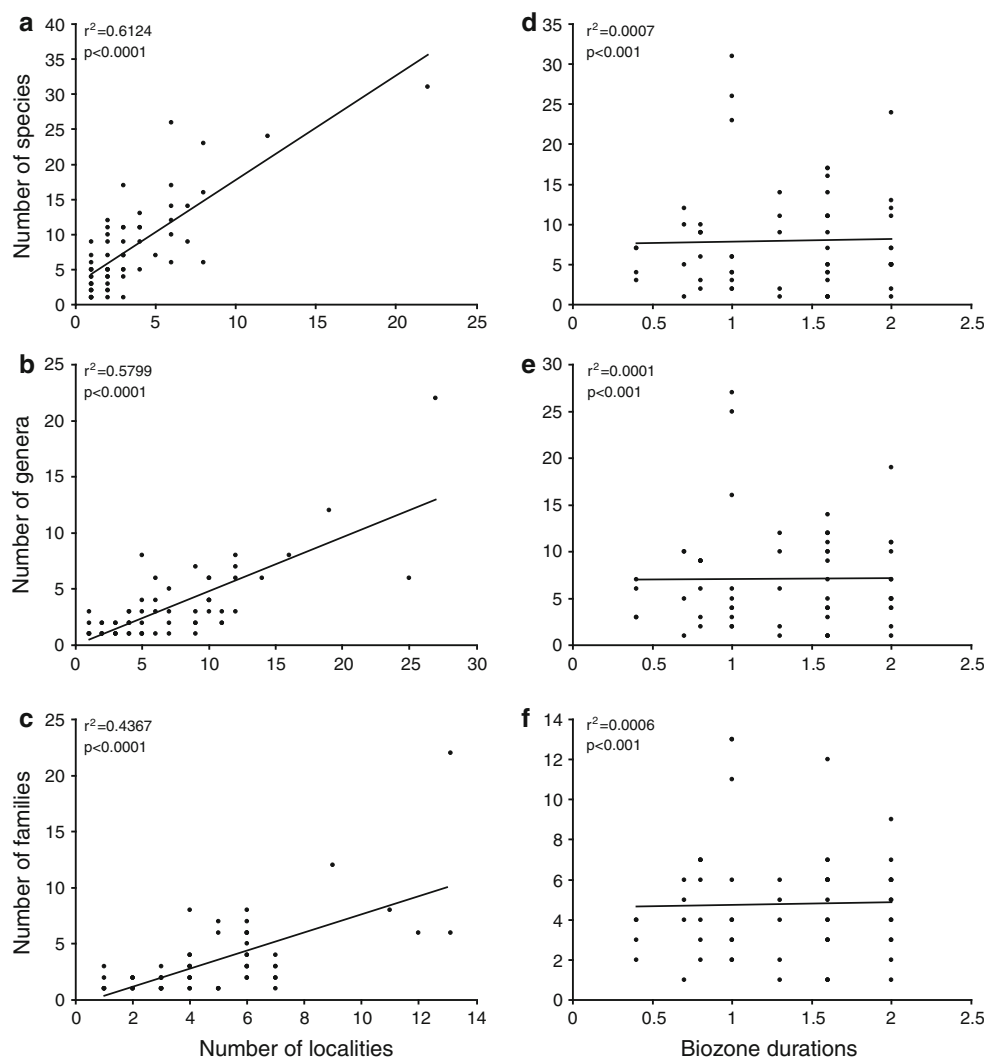 a
r²=0.6124
p<0.0001
Number of species
40
35
30
25
20
15
10
5
0
0 5 10 15 20 25
d
r²=0.0007
p<0.001
35
30
25
20
15
10
5
0
0 0.5 1 1.5 2 2.5
b
r²=0.5799
p<0.0001
Number of genera
25
20
15
10
5
0
0 5 10 15 20 25 30
e
r²=0.0001
p<0.001
30
25
20
15
10
5
0
0 0.5 1 1.5 2 2.5
c
r²=0.4367
p<0.0001
Number of families
25
20
15
10
5
0
0 2 4 6 8 10 12 14
Number of localities
f
r²=0.0006
p<0.001
14
12
10
8
6
4
2
0
0 0.5 1 1.5 2 2.5
Biozone durations